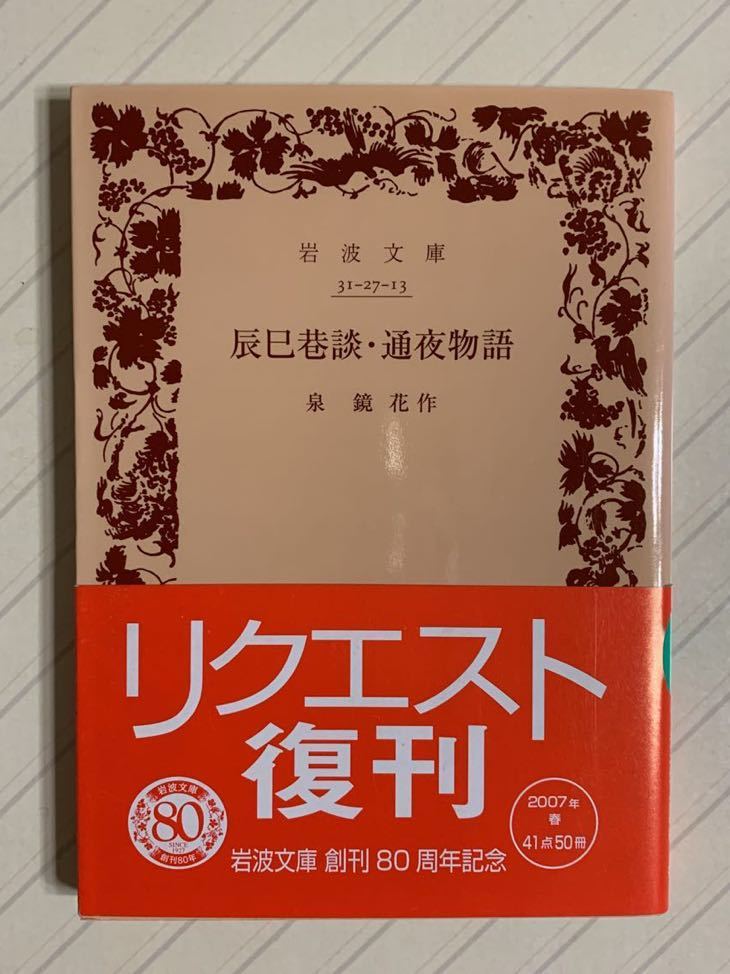 岩波文庫
31-27-13
辰巳巷談・通夜物語
泉 鏡花作
リクエスト
復刊
岩波文庫
80
SINCE
1927
創刊80年
2007年
春
41点50冊
岩波文庫 創刊80周年記念